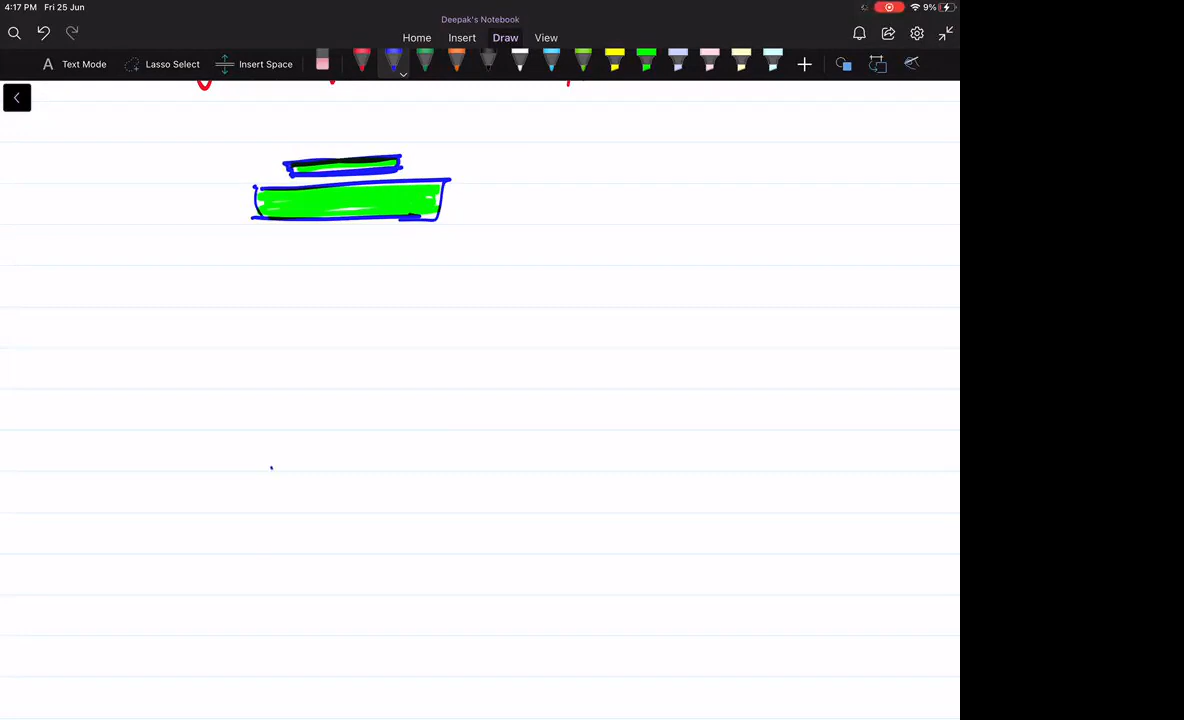 4:17 PM Fri 25 Jun
9%
Deepak's Notebook
Home Insert Draw View
A Text Mode Lasso Select Insert Space